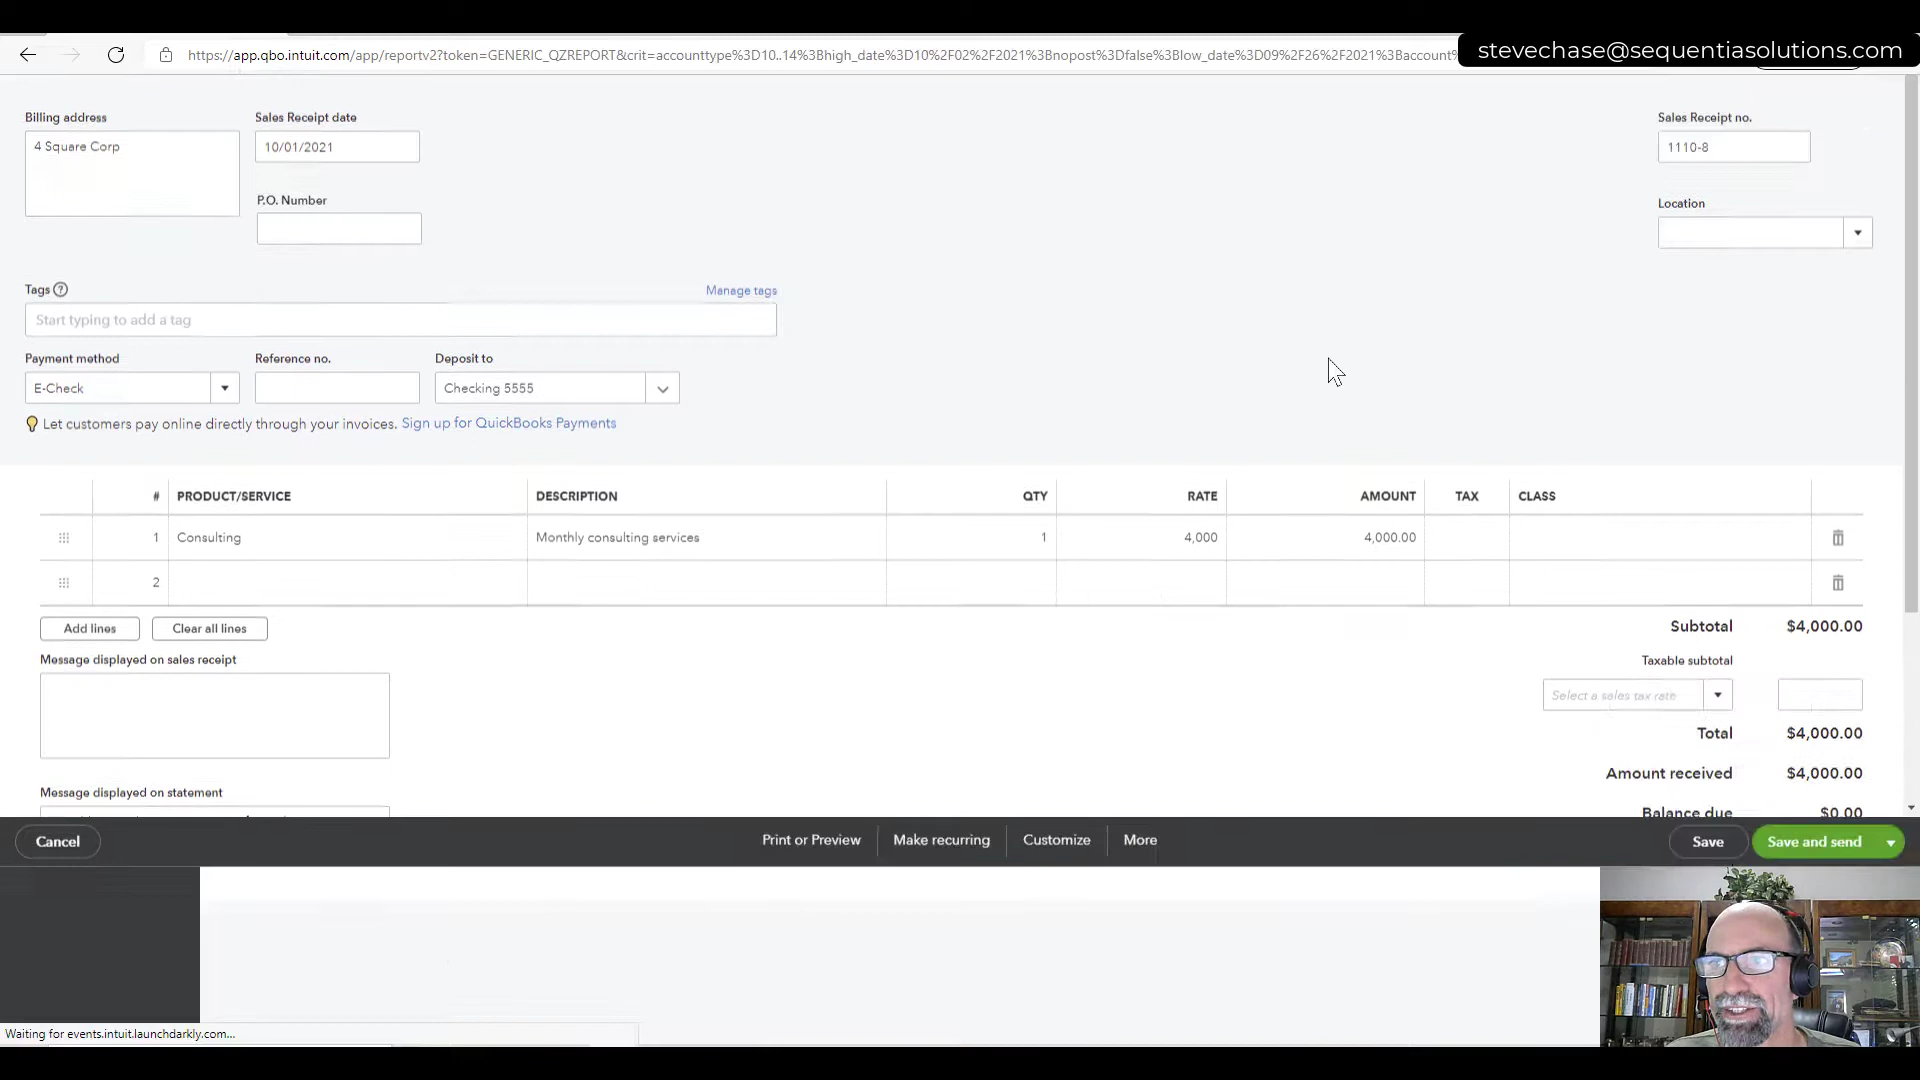 https://app.qbo.intuit.com/app/reportv2?token=GENERIC_QZREPORT&crit=accounttype%3D10..14%3Bhigh_date%3D10%2F02%2F2021%3Bnopost%3Dfalse%3Blow_date%3D09%2F26%2F2021%3Baccount%
stevechase@sequentiasolutions.com
Billing address
Sales Receipt date
Sales Receipt no.
4 Square Corp
10/01/2021
1110-8
P.O. Number
Location
Tags ?
Manage tags
Start typing to add a tag
Payment method
Reference no.
Deposit to
E-Check
Checking 5555
Let customers pay online directly through your invoices. Sign up for QuickBooks Payments
# PRODUCT/SERVICE DESCRIPTION QTY RATE AMOUNT TAX CLASS
1 Consulting Monthly consulting services 1 4,000 4,000.00
2
Add lines
Clear all lines
Subtotal $4,000.00
Message displayed on sales receipt
Taxable subtotal
Select a sales tax rate
Total $4,000.00
Amount received $4,000.00
Message displayed on statement
Balance due $0.00
Cancel
Print or Preview
Make recurring
Customize
More
Save
Save and send
Waiting for events.intuit.launchdarkly.com...